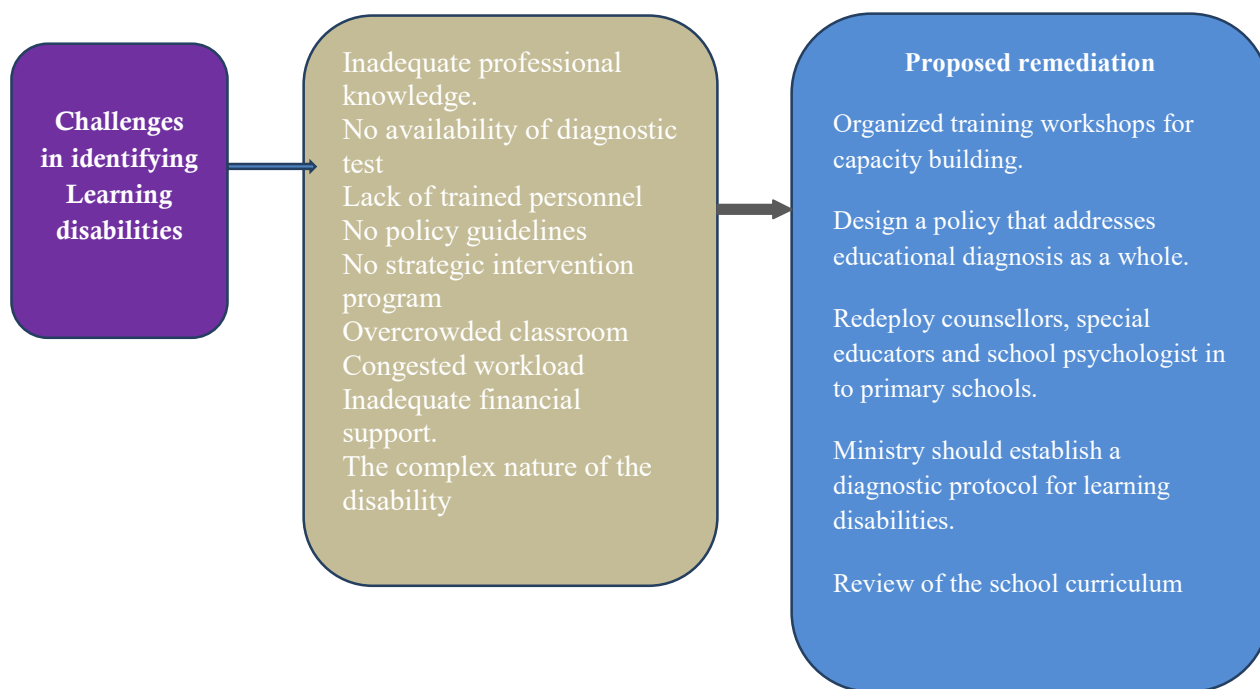 Challenges
in identifying
Learning
disabilities
Inadequate professional
knowledge.
No availability of diagnostic
test
Lack of trained personnel
No policy guidelines
No strategic intervention
program
Overcrowded classroom
Congested workload
Inadequate financial
support.
The complex nature of the
disability
Proposed remediation
Organized training workshops for
capacity building.
Design a policy that addresses
educational diagnosis as a whole.
Redeploy counsellors, special
educators and school psychologist in
to primary schools.
Ministry should establish a
diagnostic protocol for learning
disabilities.
Review of the school curriculum